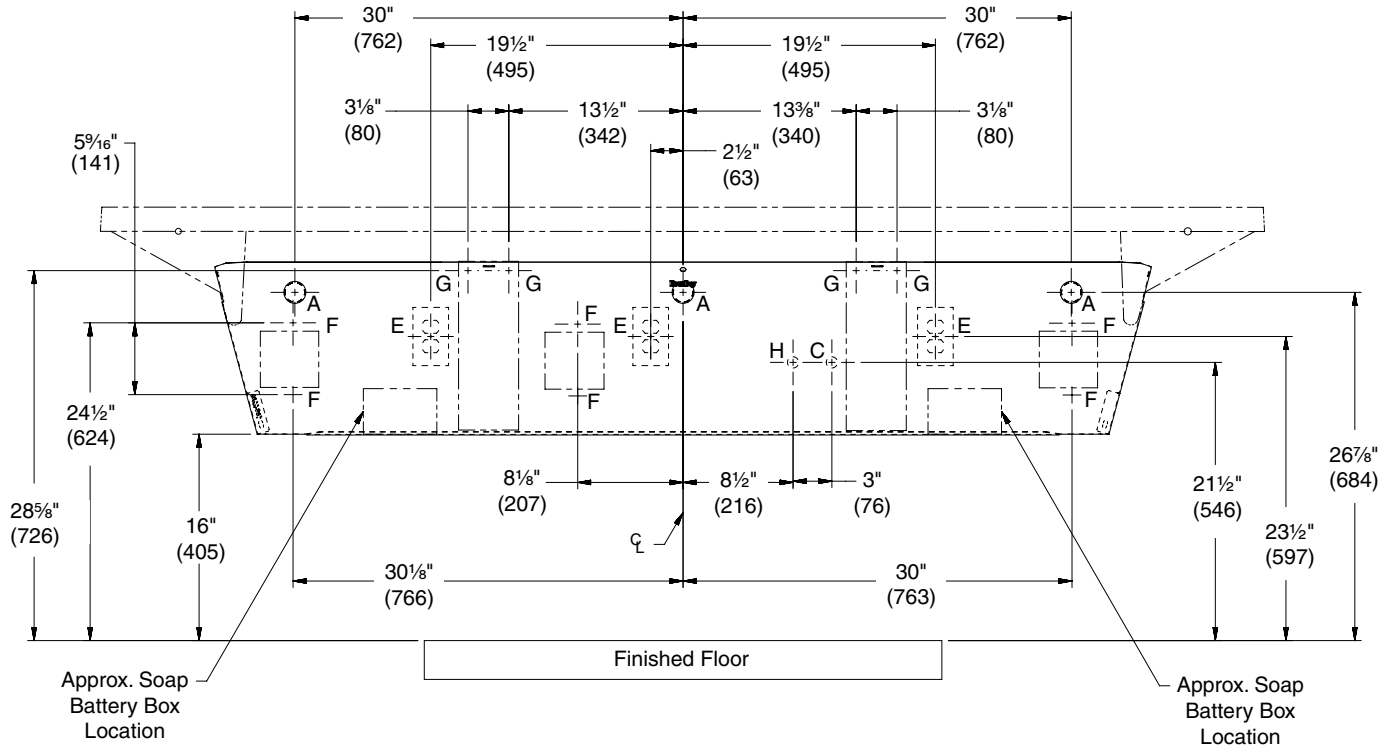 30" 30"
(762) (762)
19½" 19½"
(495) (495)
3⅛" 13½" 13⅜" 3⅛"
(80) (342) (340) (80)
5⁹⁄₁₆"
(141)
2½"
(63)
G G G G
A A A
F F F
E E E
H C
F F F
24½"
(624)
26⅞"
(684)
8⅛" 8½" 3"
(207) (216) (76)
21½"
(546)
28⅝"
(726)
16"
(405)
23½"
(597)
℄
30⅛" 30"
(766) (763)
Finished Floor
Approx. Soap
Battery Box
Location
Approx. Soap
Battery Box
Location